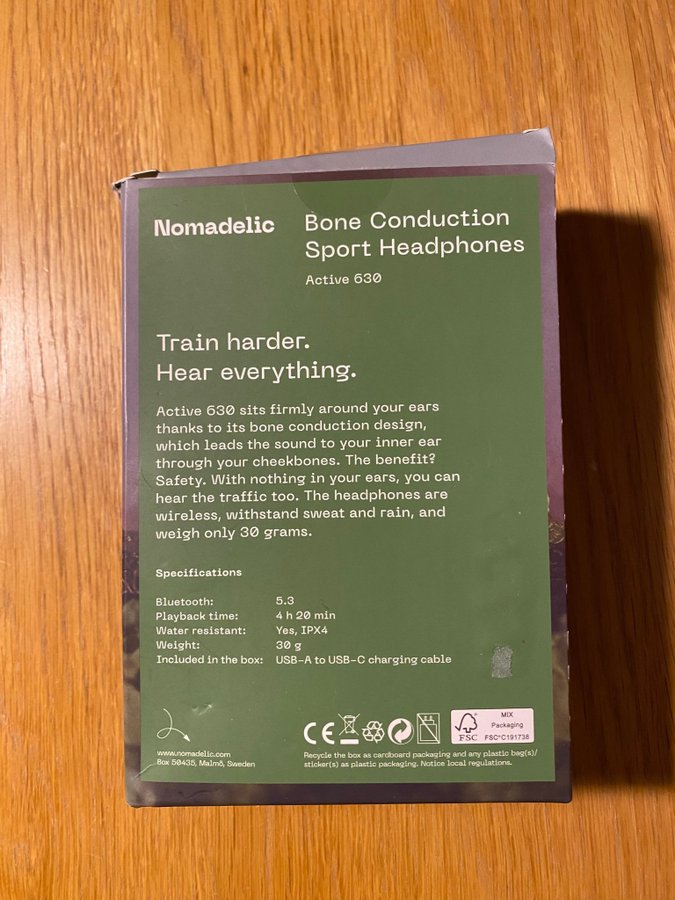 Nomadelic
Bone Conduction
Sport Headphones
Active 630
Train harder.
Hear everything.
Active 630 sits firmly around your ears
thanks to its bone conduction design,
which leads the sound to your inner ear
through your cheekbones. The benefit?
Safety. With nothing in your ears, you can
hear the traffic too. The headphones are
wireless, withstand sweat and rain, and
weigh only 30 grams.
Specifications
Bluetooth: 5.3
Playback time: 4 h 20 min
Water resistant: Yes, IPX4
Weight: 30 g
Included in the box: USB-A to USB-C charging cable
www.nomadelic.com
Box 50435, Malmö, Sweden
CE
FSC
MIX
Packaging
FSC® C191738
Recycle the box as cardboard packaging and any plastic bag(s)/
sticker(s) as plastic packaging. Notice local regulations.